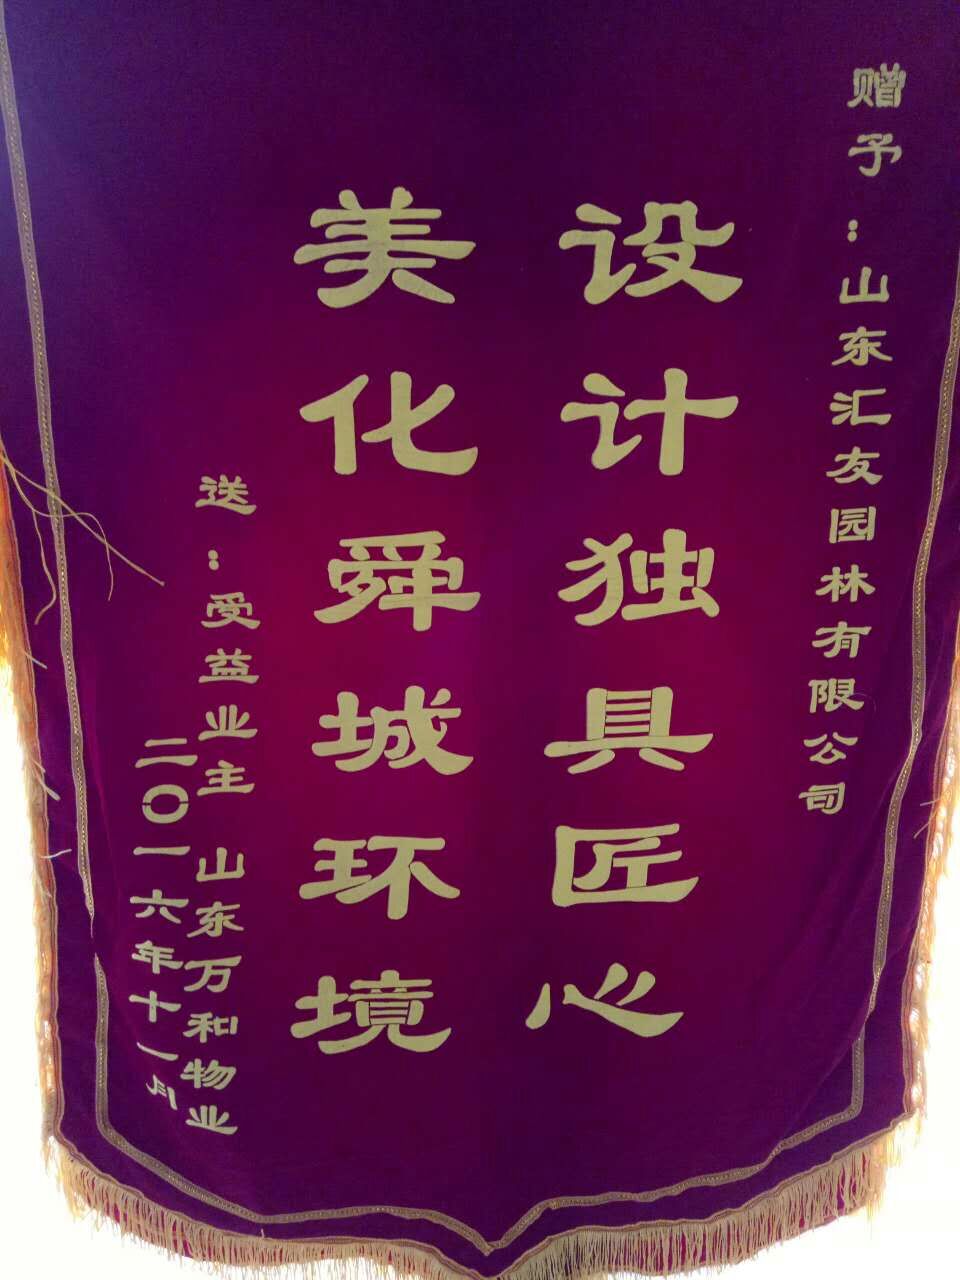 赠予：山东汇友园林有限公司
设计独具匠心
美化舜城环境
送：受益业主 山东万和物业
二〇一六年十一月